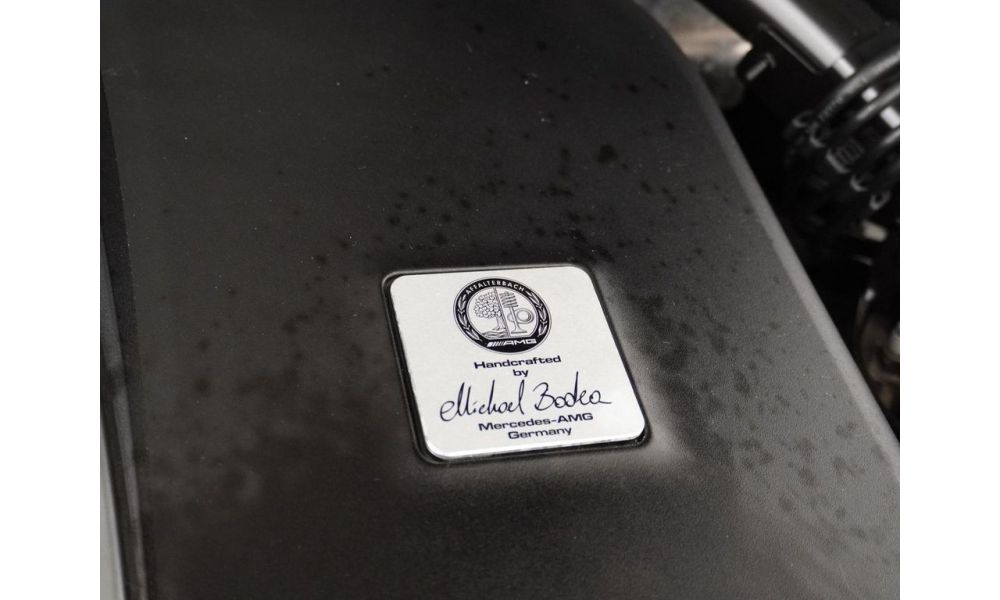 AFFALTERBACH
AMG
Handcrafted
by
Michael Bodea
Mercedes-AMG
Germany